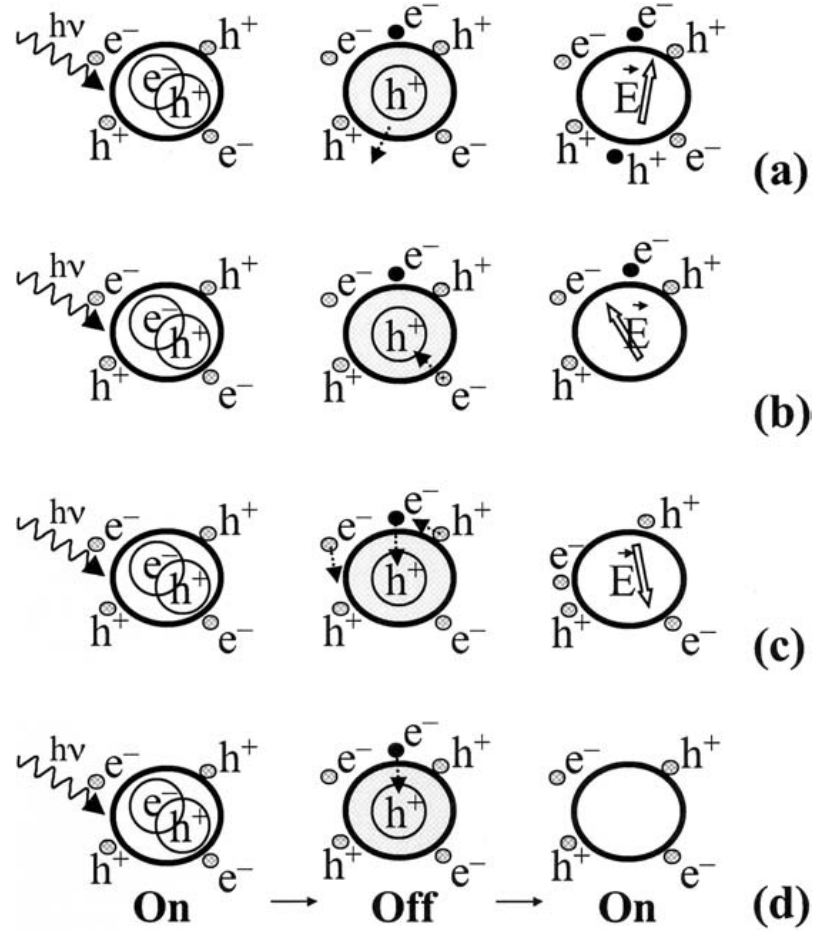 hν e⁻ h⁺ e⁻ e⁻ h⁺ e⁻ e⁻ h⁺
e⁻ h⁺ h⁺ E⃗
h⁺ e⁻ h⁺ e⁻ h⁺ h⁺ e⁻ (a)
hν e⁻ h⁺ e⁻ e⁻ h⁺ e⁻ e⁻ h⁺
e⁻ h⁺ h⁺ E⃗
h⁺ e⁻ h⁺ e⁻ h⁺ (b)
hν e⁻ h⁺ e⁻ e⁻ h⁺ h⁺
e⁻ h⁺ h⁺ e⁻ E⃗
h⁺ e⁻ h⁺ e⁻ h⁺ e⁻ (c)
hν e⁻ h⁺ e⁻ e⁻ h⁺ e⁻ h⁺
e⁻ h⁺ h⁺
h⁺ e⁻ h⁺ e⁻ h⁺ e⁻
On → Off → On (d)